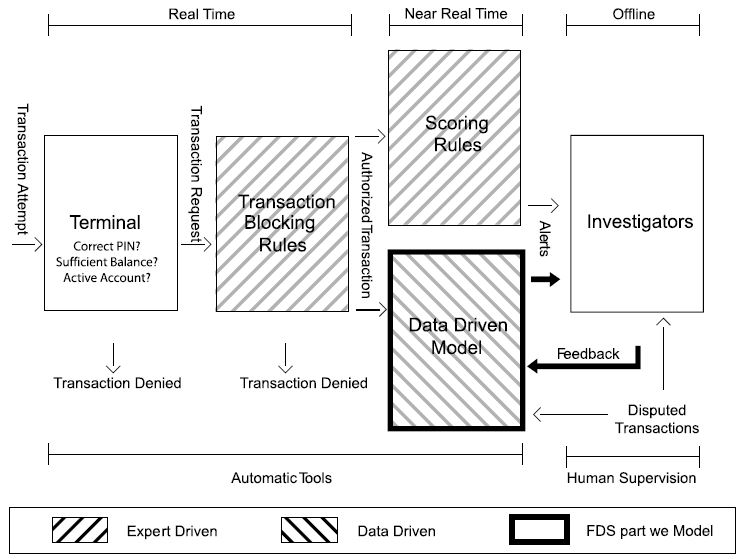 Real Time
Near Real Time
Offline
Transaction Attempt
Terminal
Correct PIN?
Sufficient Balance?
Active Account?
Transaction Request
Transaction
Blocking
Rules
Authorized Transaction
Scoring
Rules
Data Driven
Model
Alerts
Investigators
Feedback
Transaction Denied
Transaction Denied
Disputed
Transactions
Automatic Tools
Human Supervision
Expert Driven
Data Driven
FDS part we Model